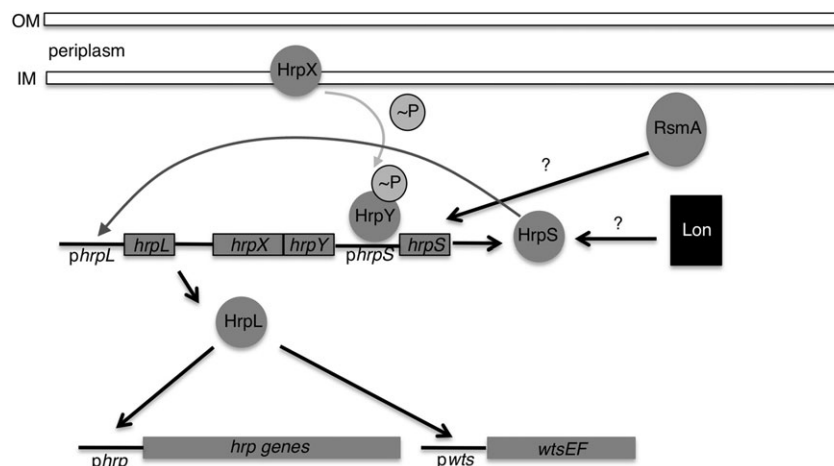 OM
periplasm
IM
HrpX
~P
RsmA
?
~P
HrpY
HrpS
?
Lon
hrpL
hrpX
hrpY
hrpS
phrpL
phrpS
HrpL
hrp genes
wtsEF
phrp
pwts